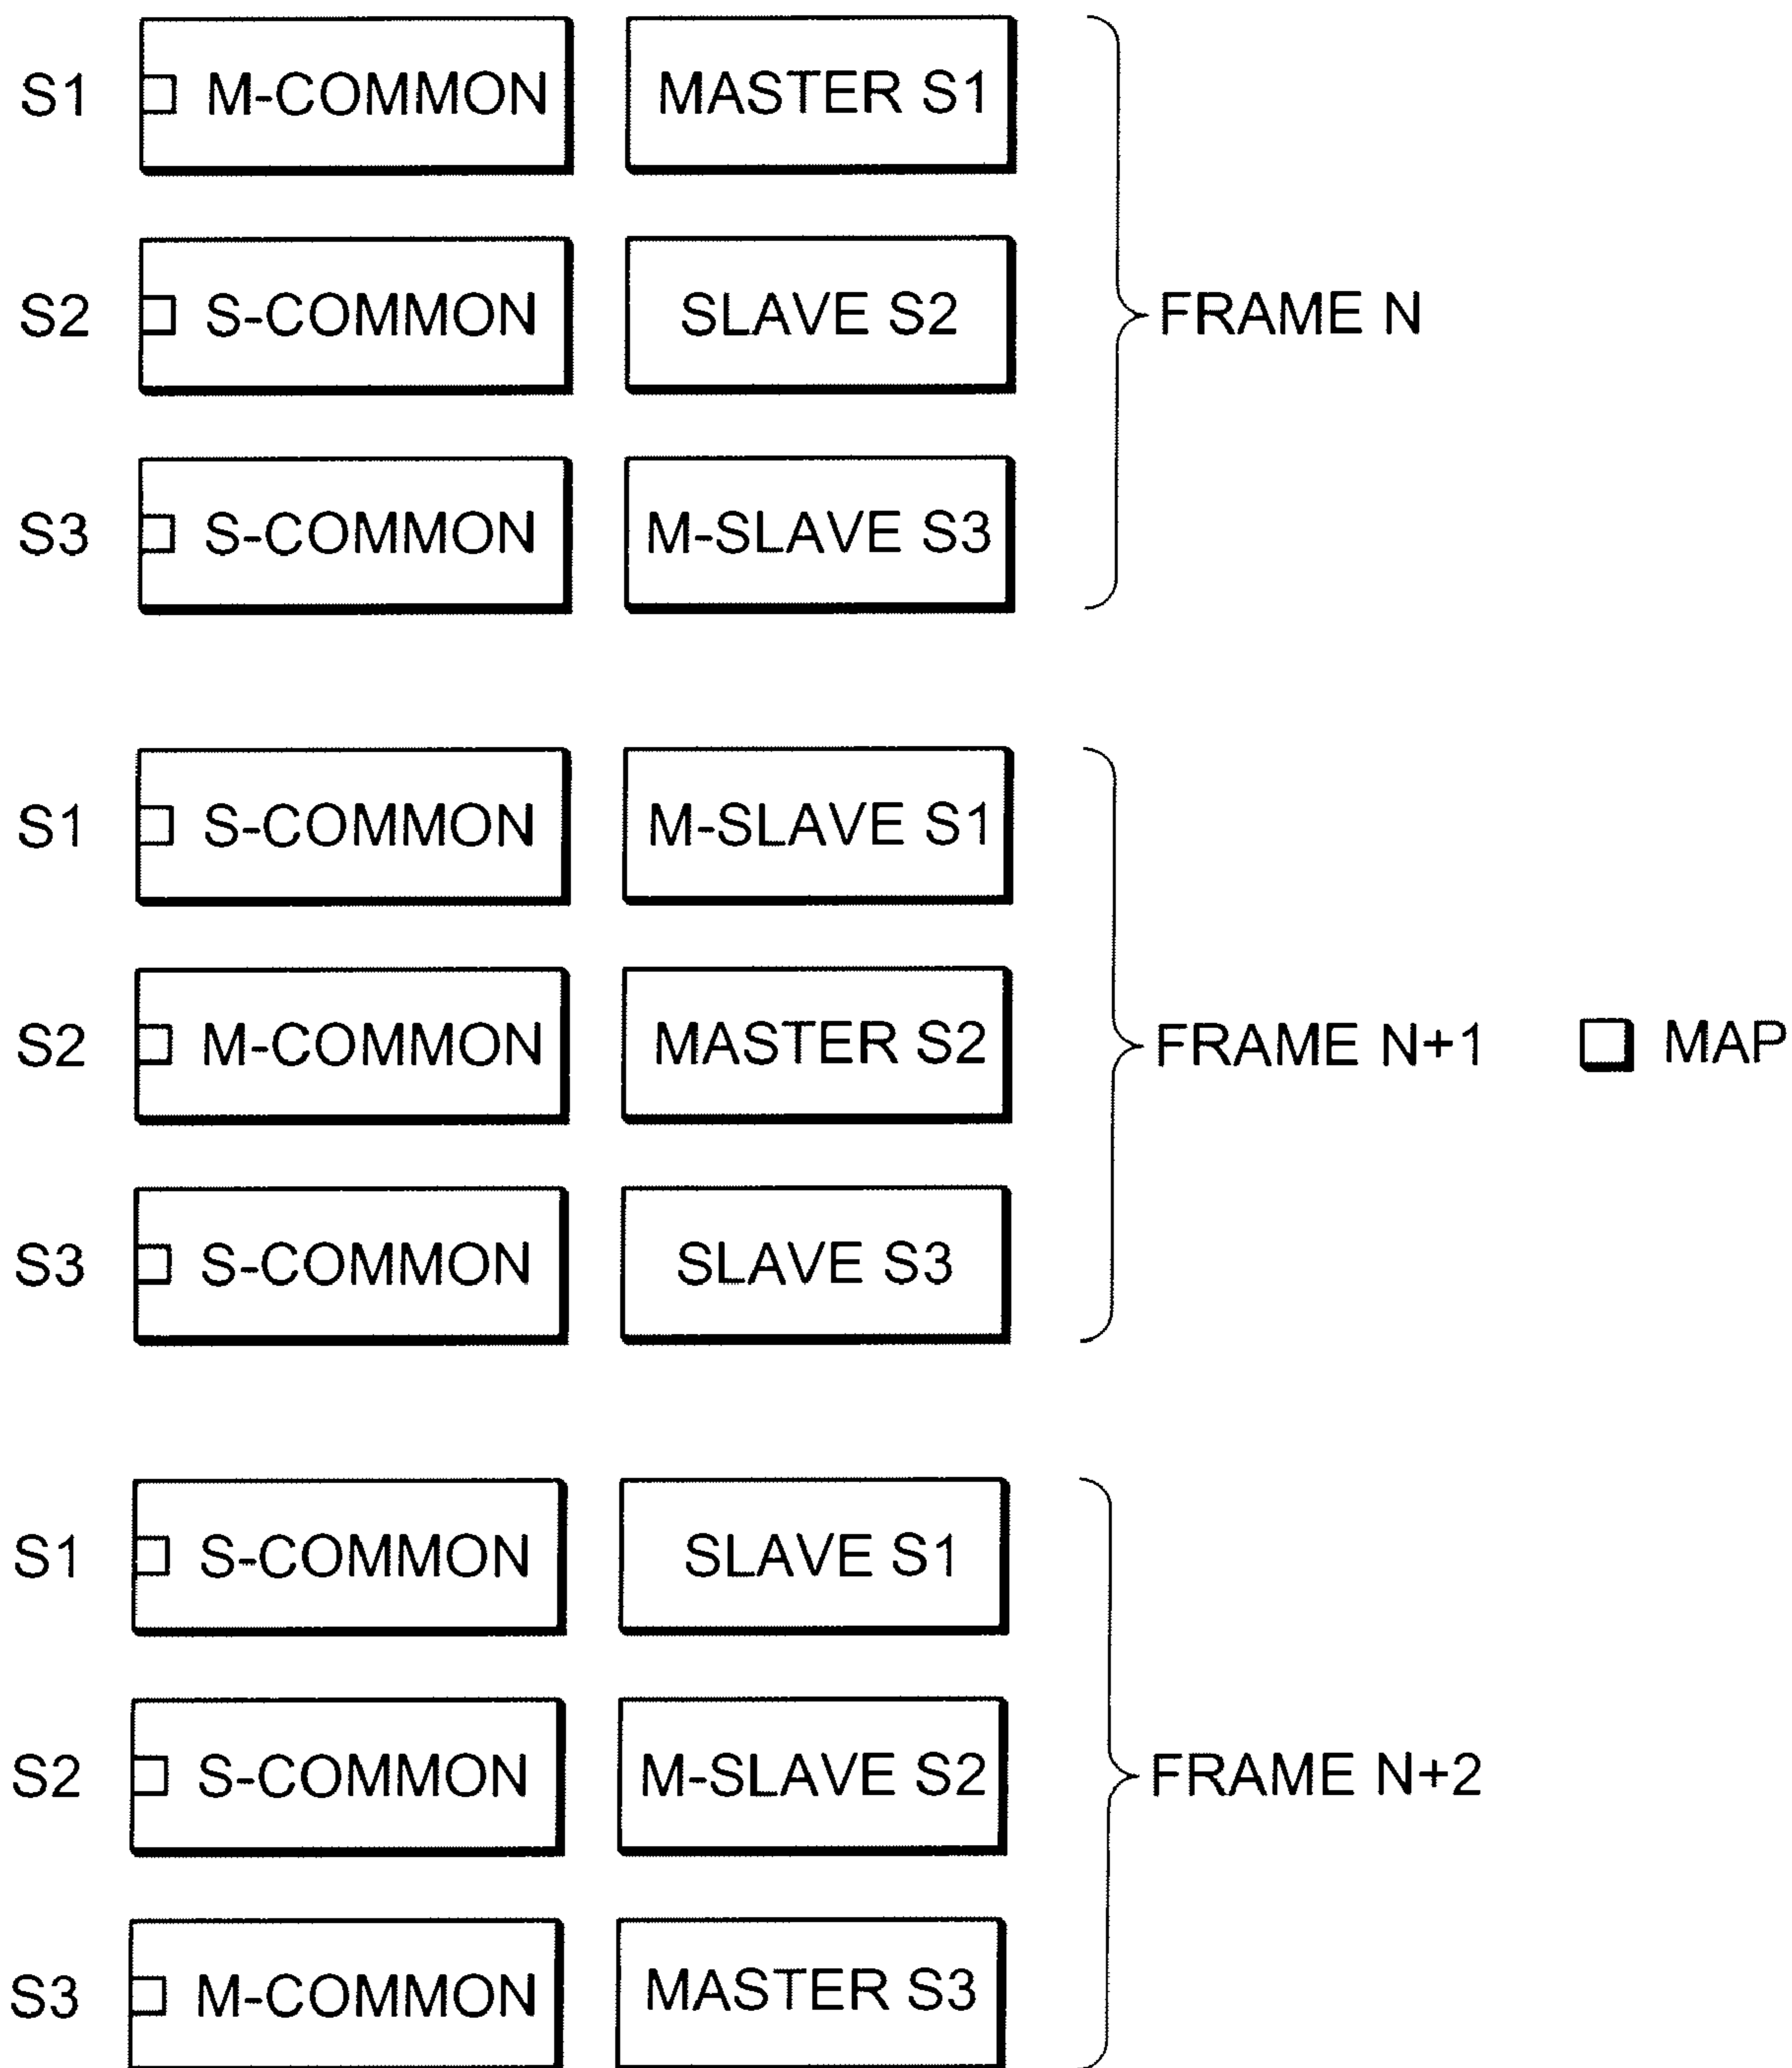 S1 M-COMMON MASTER S1
S2 S-COMMON SLAVE S2 FRAME N
S3 S-COMMON M-SLAVE S3
S1 S-COMMON M-SLAVE S1
S2 M-COMMON MASTER S2 FRAME N+1 MAP
S3 S-COMMON SLAVE S3
S1 S-COMMON SLAVE S1
S2 S-COMMON M-SLAVE S2 FRAME N+2
S3 M-COMMON MASTER S3